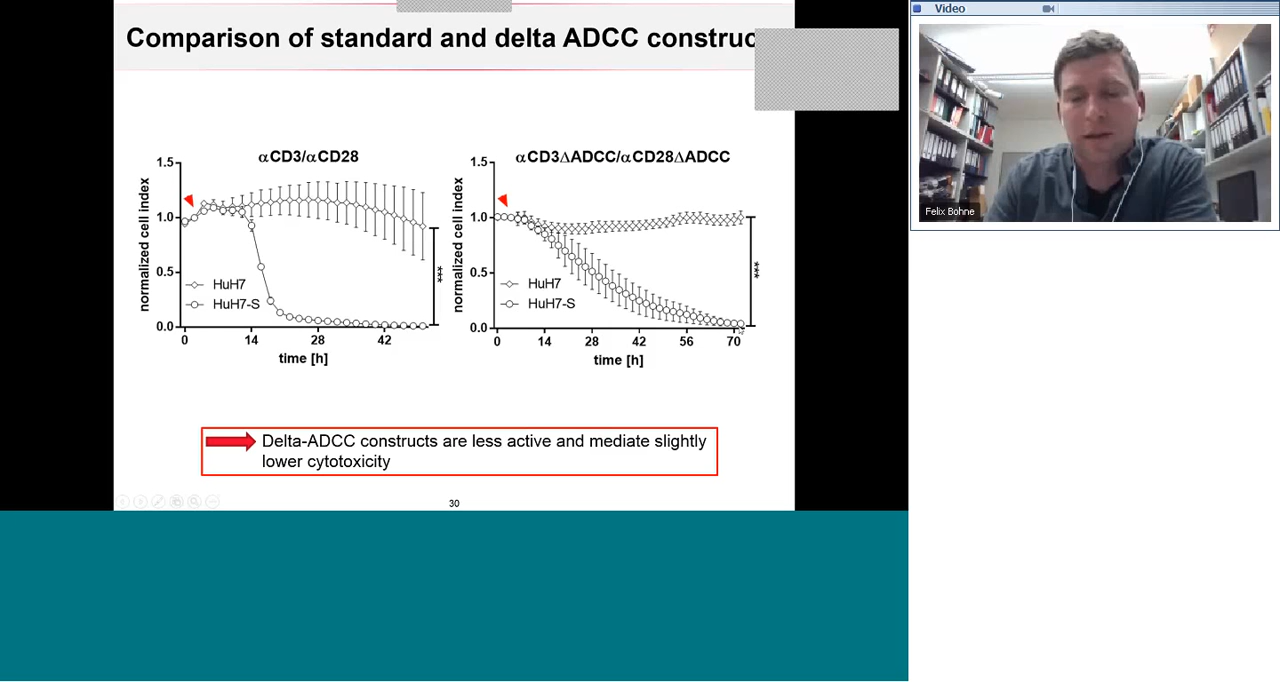 Comparison of standard and delta ADCC
αCD3/αCD28
normalized cell index
1.5
1.0
0.5
0.0
HuH7
HuH7-S
***
0
14
28
42
time [h]
αCD3ΔADCC/αCD28ΔADCC
normalized cell index
1.5
1.0
0.5
0.0
HuH7
HuH7-S
***
0
14
28
42
56
70
time [h]
Delta-ADCC constructs are less active and mediate slightly
lower cytotoxicity
30
Video
Felix Bohne